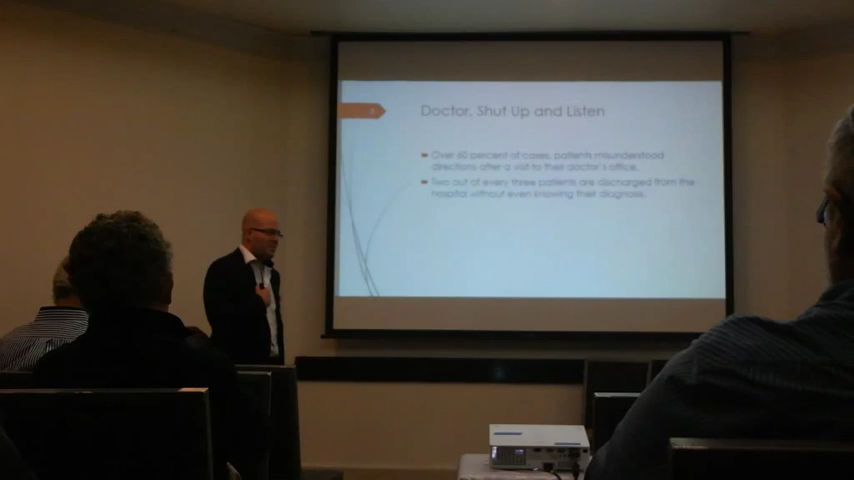 Doctor, Shut Up and Listen
Over 60 percent of cases, patients misunderstood
directions after a visit to their doctor's office.
Two out of every three patients are discharged from the
hospital without even knowing their diagnosis.